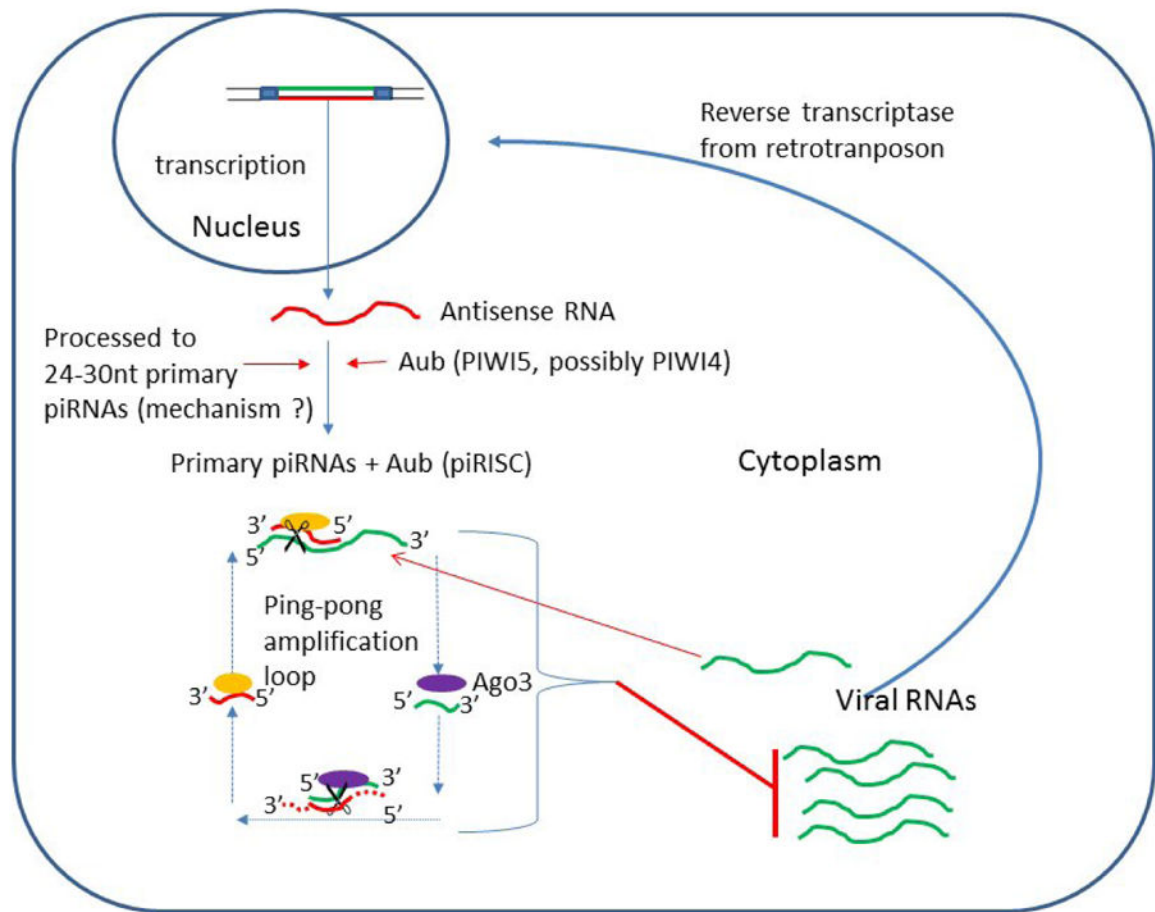 transcription
Nucleus
Reverse transcriptase
from retrotranposon
Antisense RNA
Processed to
24-30nt primary
piRNAs (mechanism ?)
Aub (PIWI5, possibly PIWI4)
Primary piRNAs + Aub (piRISC)
Cytoplasm
3’ 5’
5’ 3’
Ping-pong
amplification
loop
3’ 5’
Ago3
5’ 3’
Viral RNAs
5’ 3’
3’ 5’